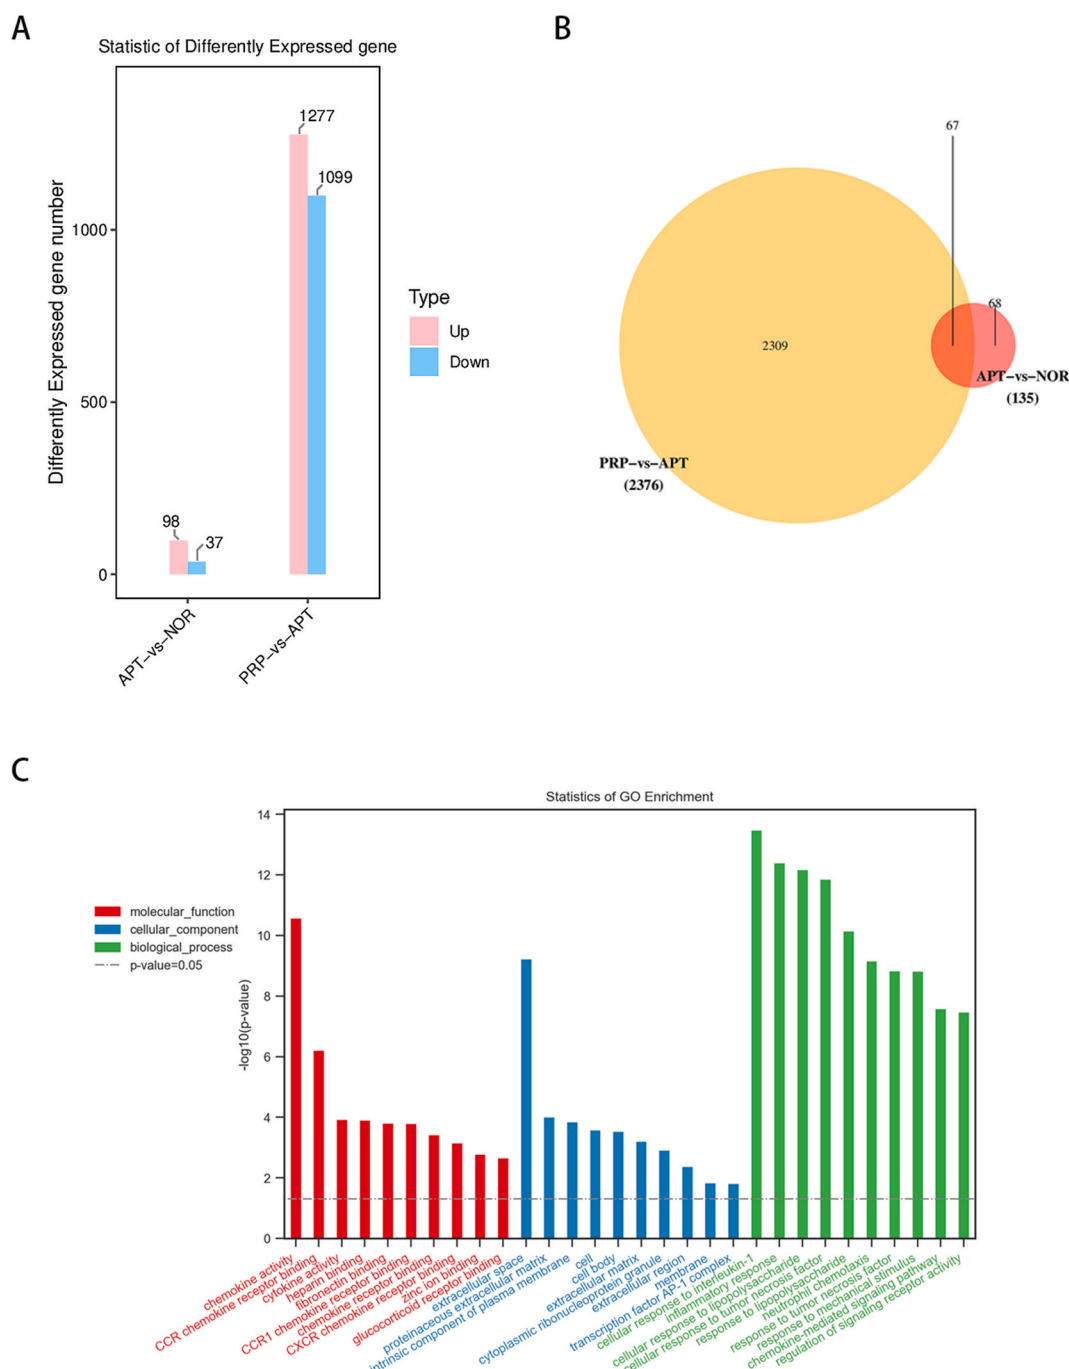 A
Statistic of Differently Expressed gene
Differently Expressed gene number
1000
500
0
98
37
1277
1099
APT-vs-NOR
PRP-vs-APT
Type
Up
Down
B
67
68
2309
APT-vs-NOR
(135)
PRP-vs-APT
(2376)
C
Statistics of GO Enrichment
molecular_function
cellular_component
biological_process
p-value=0.05
-log10(p-value)
14
12
10
8
6
4
2
0
chemokine activity
CCR chemokine receptor binding
cytokine activity
heparin binding
fibronectin binding
CCR1 chemokine receptor binding
chemokine receptor binding
CXCR chemokine receptor binding
zinc ion binding
glucocorticoid receptor binding
extracellular space
proteinaceous extracellular matrix
intrinsic component of plasma membrane
cell
cell body
extracellular matrix
cytoplasmic ribonucleoprotein granule
extracellular region
membrane
transcription factor AP-1 complex
cellular response to interleukin-1
inflammatory response
cellular response to lipopolysaccharide
cellular response to tumor necrosis factor
response to lipopolysaccharide
neutrophil chemotaxis
response to tumor necrosis factor
response to mechanical stimulus
chemokine-mediated signaling pathway
regulation of signaling receptor activity